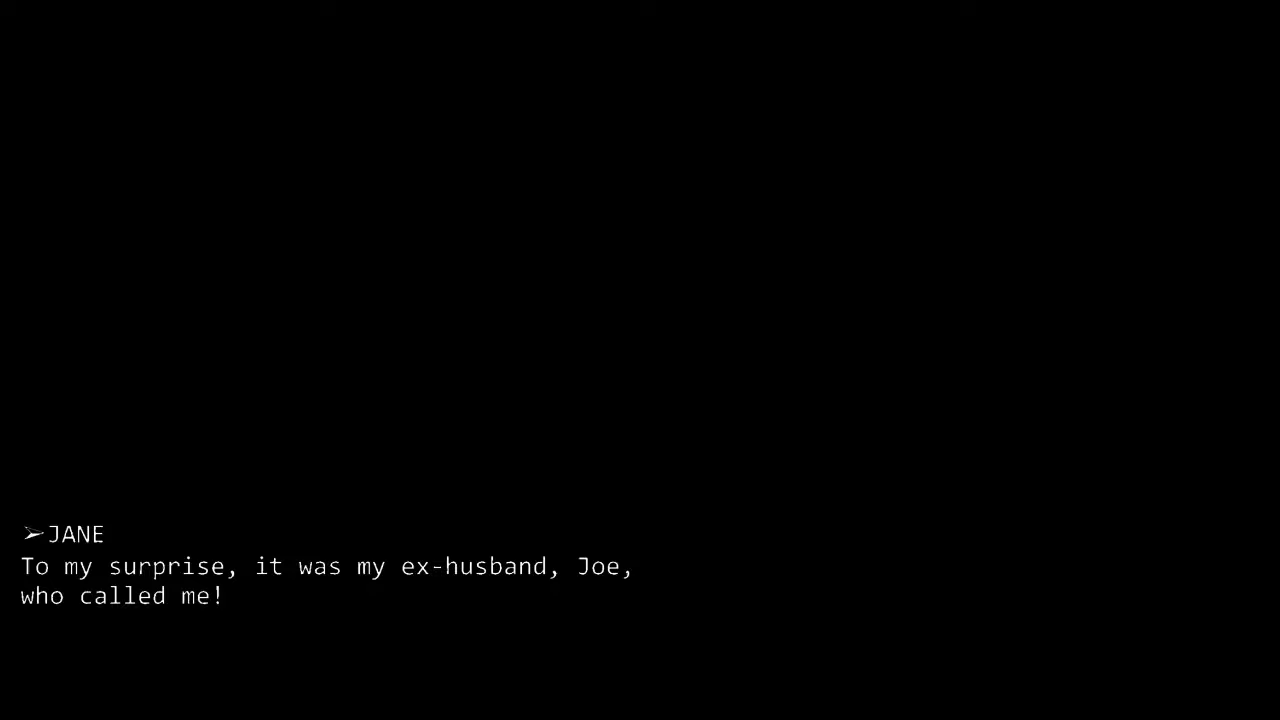 ➢JANE
To my surprise, it was my ex-husband, Joe,
who called me!